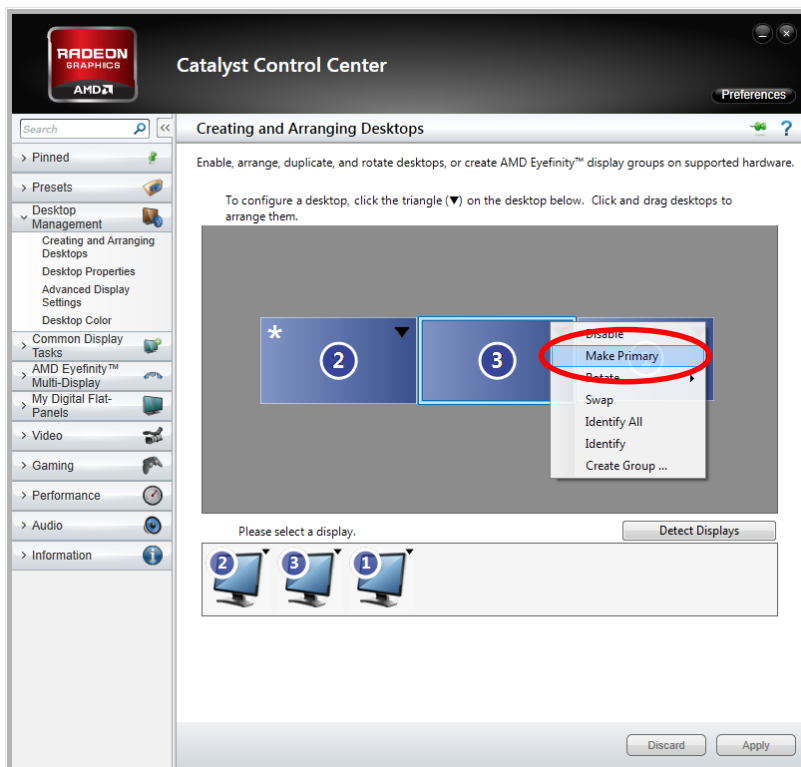 RADEON
GRAPHICS
AMD
Catalyst Control Center
Preferences
Search
<<
Creating and Arranging Desktops
?
> Pinned
> Presets
Desktop
Management
Creating and Arranging
Desktops
Desktop Properties
Advanced Display
Settings
Desktop Color
Common Display
> Tasks
AMD Eyefinity™
> Multi-Display
My Digital Flat-
> Panels
> Video
> Gaming
> Performance
> Audio
> Information
Enable, arrange, duplicate, and rotate desktops, or create AMD Eyefinity™ display groups on supported hardware.
To configure a desktop, click the triangle (▼) on the desktop below. Click and drag desktops to
arrange them.
* 2
3
Disable
Make Primary
Rotate
Swap
Identify All
Identify
Create Group ...
Please select a display.
Detect Displays
2 3 1
Discard
Apply